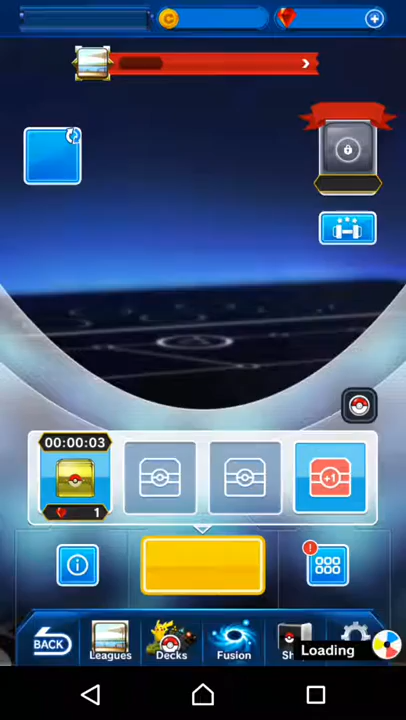 00:00:03
1
+1
!
BACK
Leagues
Decks
Fusion
Sh
Loading